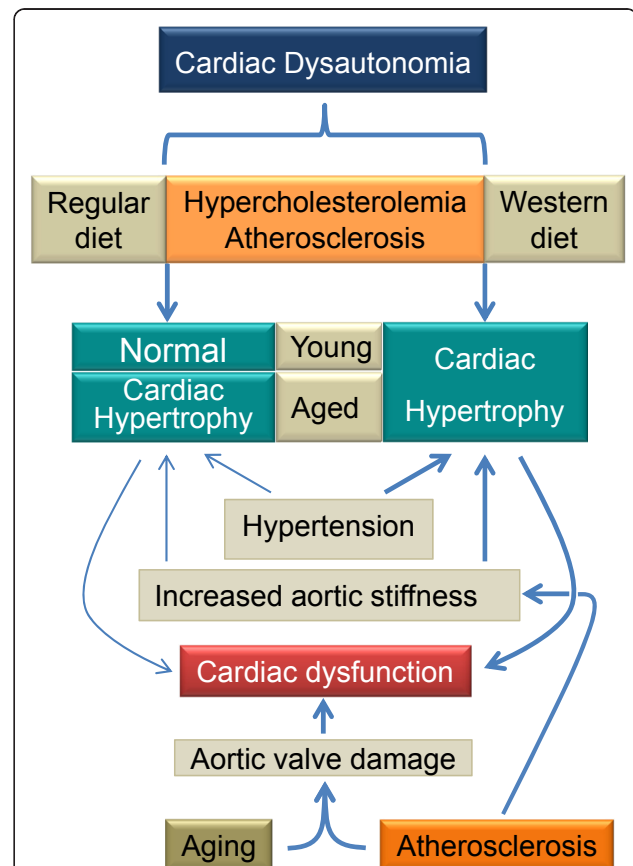 Cardiac Dysautonomia
Regular
diet
Hypercholesterolemia
Atherosclerosis
Western
diet
Normal
Young
Cardiac
Hypertrophy
Cardiac
Hypertrophy
Aged
Hypertension
Increased aortic stiffness
Cardiac dysfunction
Aortic valve damage
Aging
Atherosclerosis